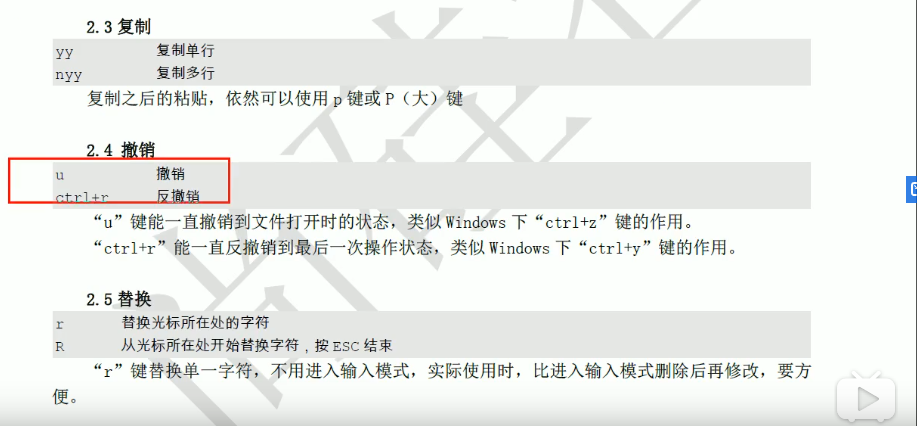 2.3 复制
yy 复制单行
nyy 复制多行
复制之后的粘贴，依然可以使用 p 键或 P（大）键
2.4 撤销
u 撤销
ctrl+r 反撤销
“u”键能一直撤销到文件打开时的状态，类似 Windows 下“ctrl+z”键的作用。
“ctrl+r”能一直反撤销到最后一次操作状态，类似 Windows 下“ctrl+y”键的作用。
2.5 替换
r 替换光标所在处的字符
R 从光标所在处开始替换字符，按 ESC 结束
“r”键替换单一字符，不用进入输入模式，实际使用时，比进入输入模式删除后再修改，要方
便。